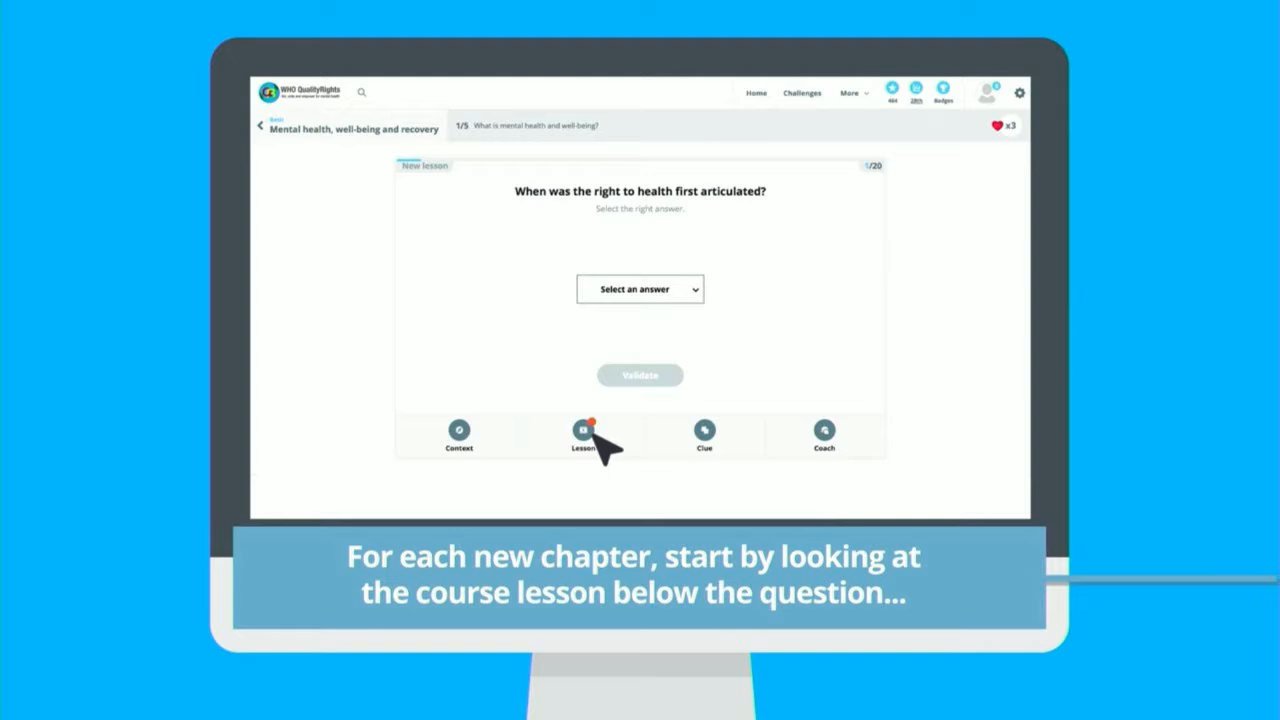 WHO QualityRights
Home
Challenges
More
Badges
Mental health, well-being and recovery
1/5 What is mental health and well-being?
x3
New lesson
1/20
When was the right to health first articulated?
Select the right answer.
Select an answer
Validate
Context
Lesson
Clue
Coach
For each new chapter, start by looking at
the course lesson below the question...